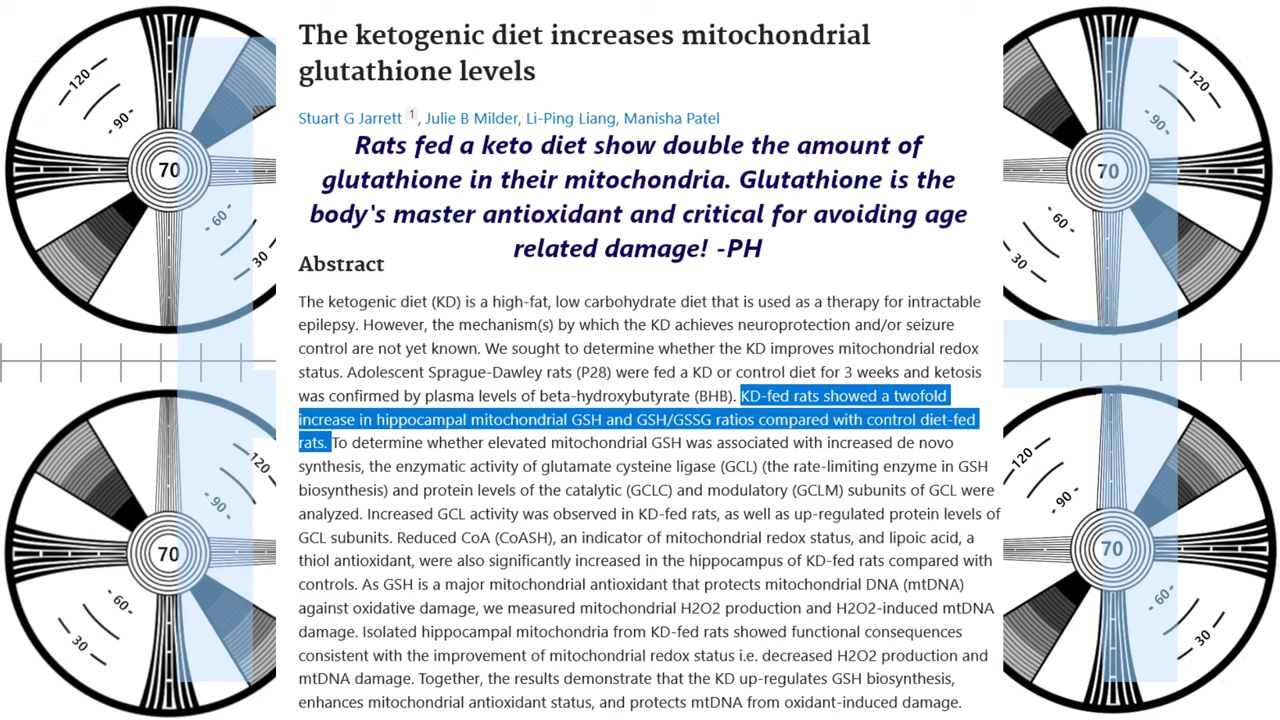 The ketogenic diet increases mitochondrial
glutathione levels
Stuart G Jarrett 1, Julie B Milder, Li-Ping Liang, Manisha Patel
Rats fed a keto diet show double the amount of
glutathione in their mitochondria. Glutathione is the
body's master antioxidant and critical for avoiding age
related damage! -PH
Abstract
The ketogenic diet (KD) is a high-fat, low carbohydrate diet that is used as a therapy for intractable
epilepsy. However, the mechanism(s) by which the KD achieves neuroprotection and/or seizure
control are not yet known. We sought to determine whether the KD improves mitochondrial redox
status. Adolescent Sprague-Dawley rats (P28) were fed a KD or control diet for 3 weeks and ketosis
was confirmed by plasma levels of beta-hydroxybutyrate (BHB). KD-fed rats showed a twofold
increase in hippocampal mitochondrial GSH and GSH/GSSG ratios compared with control diet-fed
rats. To determine whether elevated mitochondrial GSH was associated with increased de novo
synthesis, the enzymatic activity of glutamate cysteine ligase (GCL) (the rate-limiting enzyme in GSH
biosynthesis) and protein levels of the catalytic (GCLC) and modulatory (GCLM) subunits of GCL were
analyzed. Increased GCL activity was observed in KD-fed rats, as well as up-regulated protein levels of
GCL subunits. Reduced CoA (CoASH), an indicator of mitochondrial redox status, and lipoic acid, a
thiol antioxidant, were also significantly increased in the hippocampus of KD-fed rats compared with
controls. As GSH is a major mitochondrial antioxidant that protects mitochondrial DNA (mtDNA)
against oxidative damage, we measured mitochondrial H2O2 production and H2O2-induced mtDNA
damage. Isolated hippocampal mitochondria from KD-fed rats showed functional consequences
consistent with the improvement of mitochondrial redox status i.e. decreased H2O2 production and
mtDNA damage. Together, the results demonstrate that the KD up-regulates GSH biosynthesis,
enhances mitochondrial antioxidant status, and protects mtDNA from oxidant-induced damage.
120
- 90 -
70
- 60 -
30
120
- 90 -
70
- 60 -
30
120
- 90 -
70
- 60 -
30
120
- 90 -
70
- 60 -
30